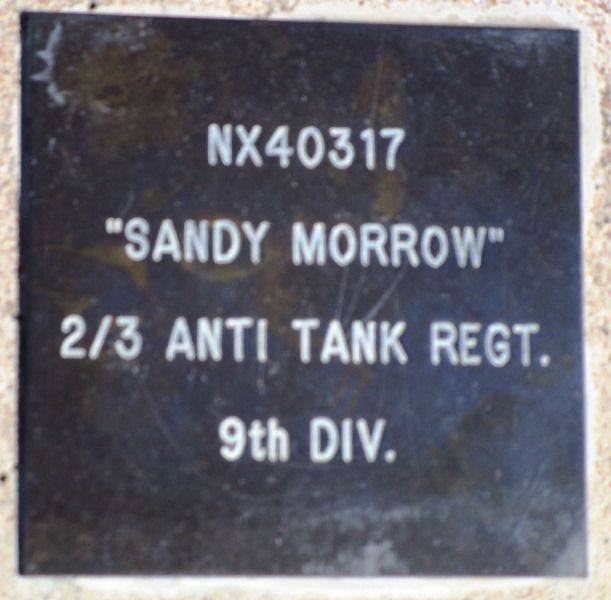 NX40317
"SANDY MORROW"
2/3 ANTI TANK REGT.
9th DIV.